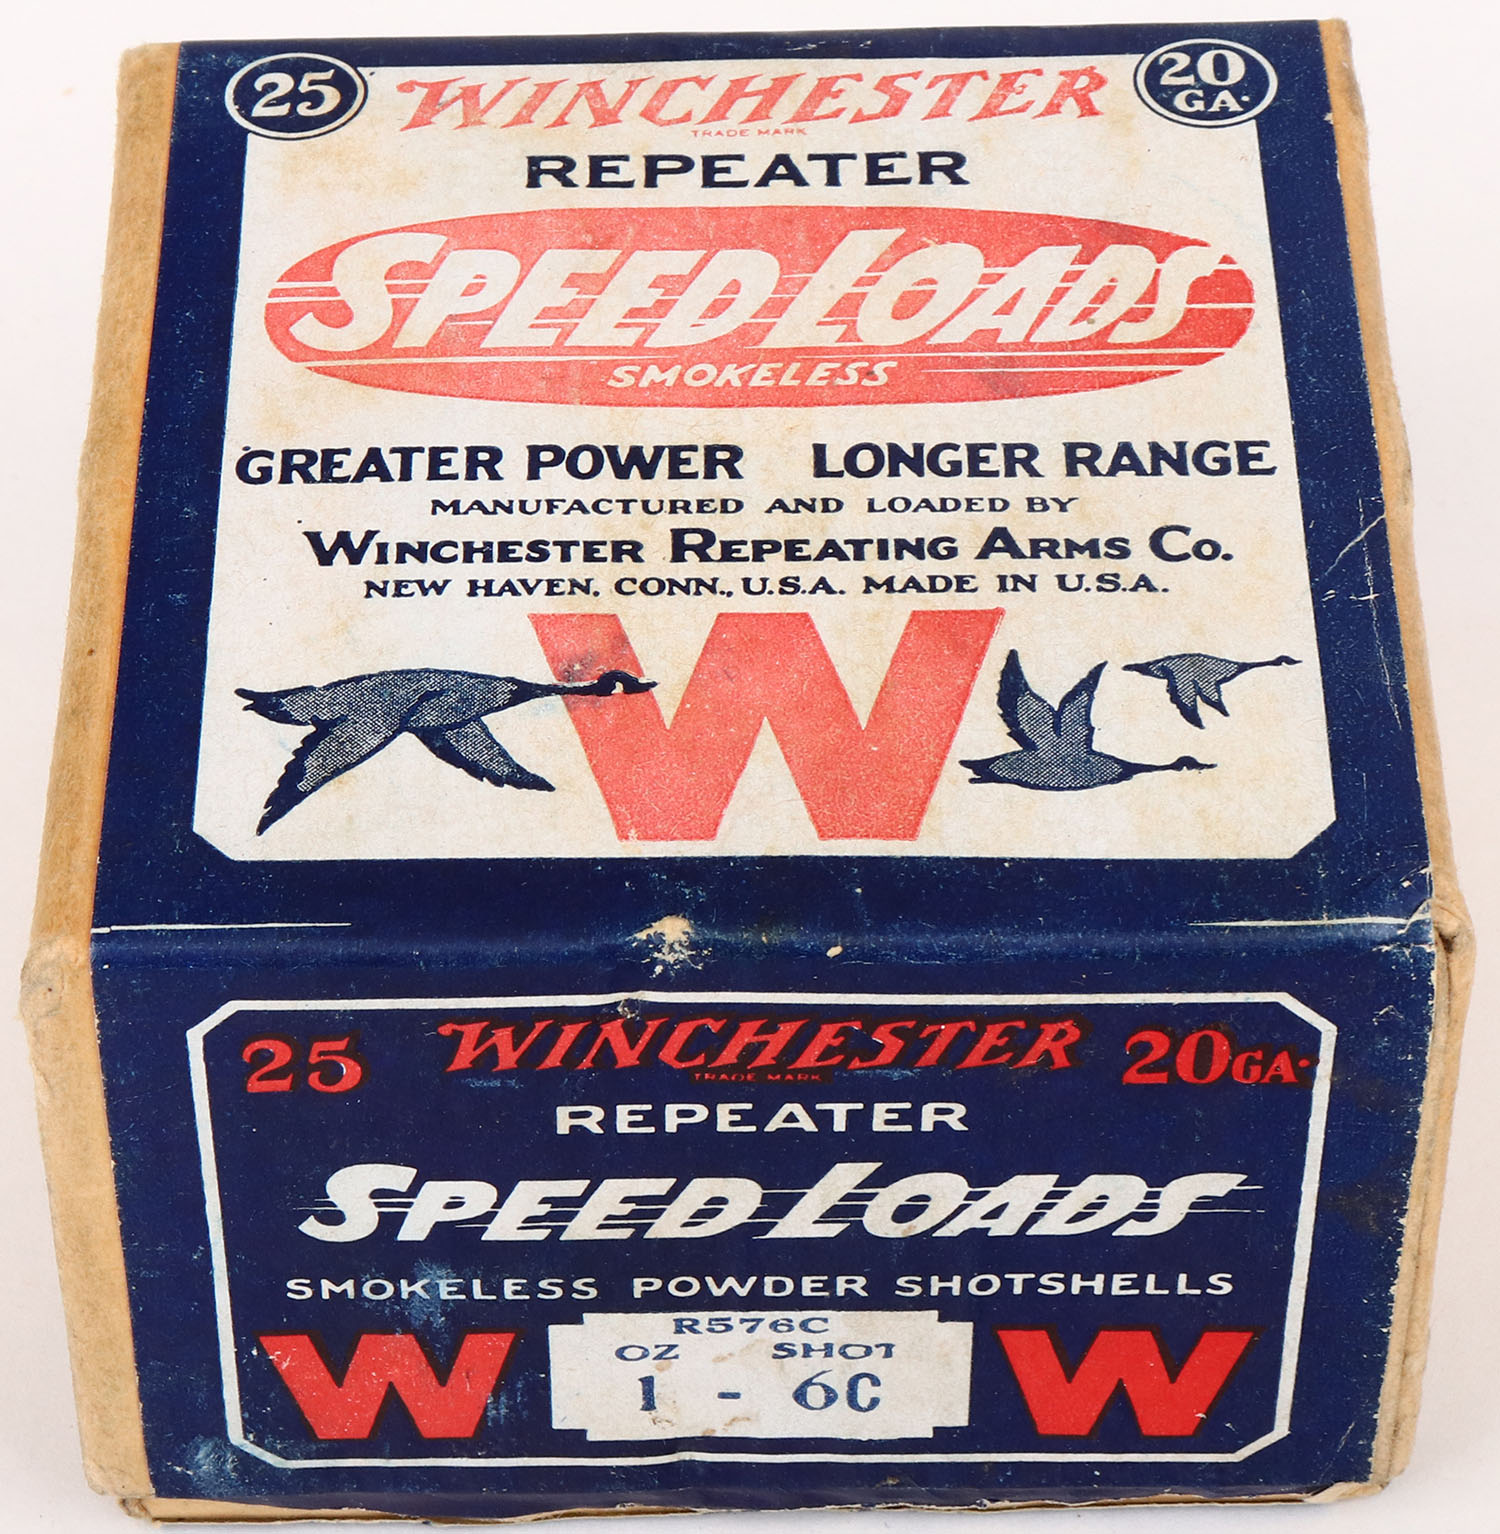 25 WINCHESTER 20 GA.
TRADE MARK
REPEATER
SPEED LOADS
SMOKELESS
GREATER POWER LONGER RANGE
MANUFACTURED AND LOADED BY
WINCHESTER REPEATING ARMS CO.
NEW HAVEN, CONN., U.S.A. MADE IN U.S.A.
W
25 WINCHESTER 20 GA.
TRADE MARK
REPEATER
SPEED LOADS
SMOKELESS POWDER SHOTSHELLS
R576C
OZ SHOT
W 1 - 6C W